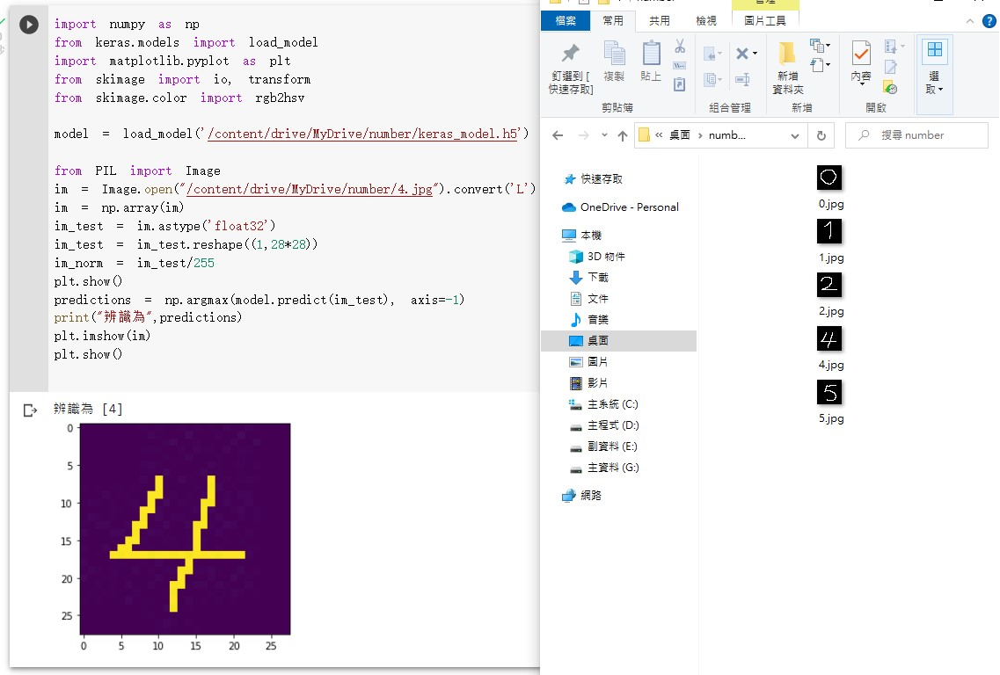 import numpy as np
from keras.models import load_model
import matplotlib.pyplot as plt
from skimage import io, transform
from skimage.color import rgb2hsv
model = load_model('/content/drive/MyDrive/number/keras_model.h5')
from PIL import Image
im = Image.open("/content/drive/MyDrive/number/4.jpg").convert('L')
im = np.array(im)
im_test = im.astype('float32')
im_test = im_test.reshape((1,28*28))
im_norm = im_test/255
plt.show()
predictions = np.argmax(model.predict(im_test), axis=-1)
print("辨識為",predictions)
plt.imshow(im)
plt.show()
辨識為 [4]
0
5
10
15
20
25
0 5 10 15 20 25
4
檔案 常用 共用 檢視 圖片工具
釘選到 [
快速存取]
複製
貼上
剪貼簿
組合管理
新增
資料夾
新增
內容
開啟
選
取
« 桌面 › numb...
搜尋 number
快速存取
OneDrive - Personal
本機
3D 物件
下載
文件
音樂
桌面
圖片
影片
主系統 (C:)
主程式 (D:)
副資料 (E:)
主資料 (G:)
網路
0
0.jpg
1
1.jpg
2
2.jpg
4
4.jpg
5
5.jpg